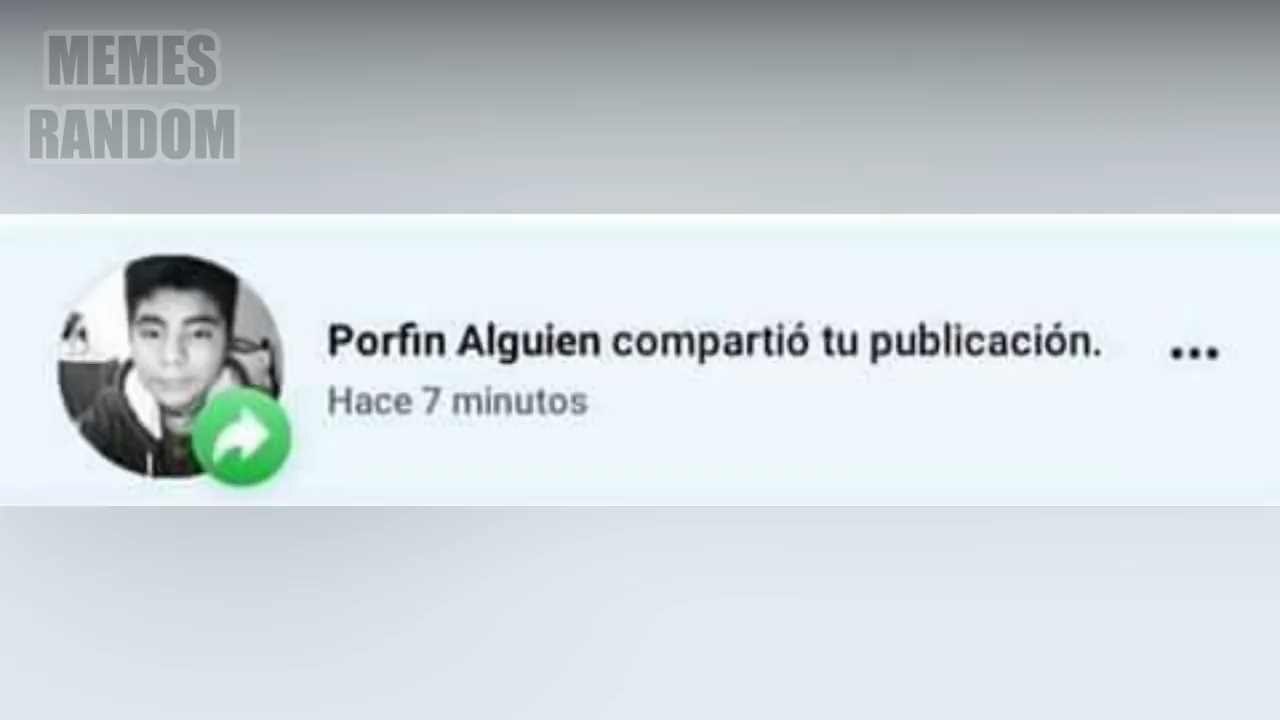 MEMES
RANDOM
Porfin Alguien compartió tu publicación.
Hace 7 minutos